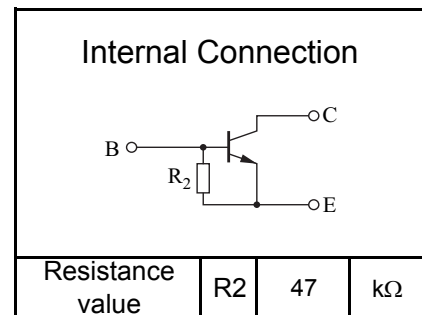 Internal Connection
C
B
R2
E
Resistance value R2 47 kΩ